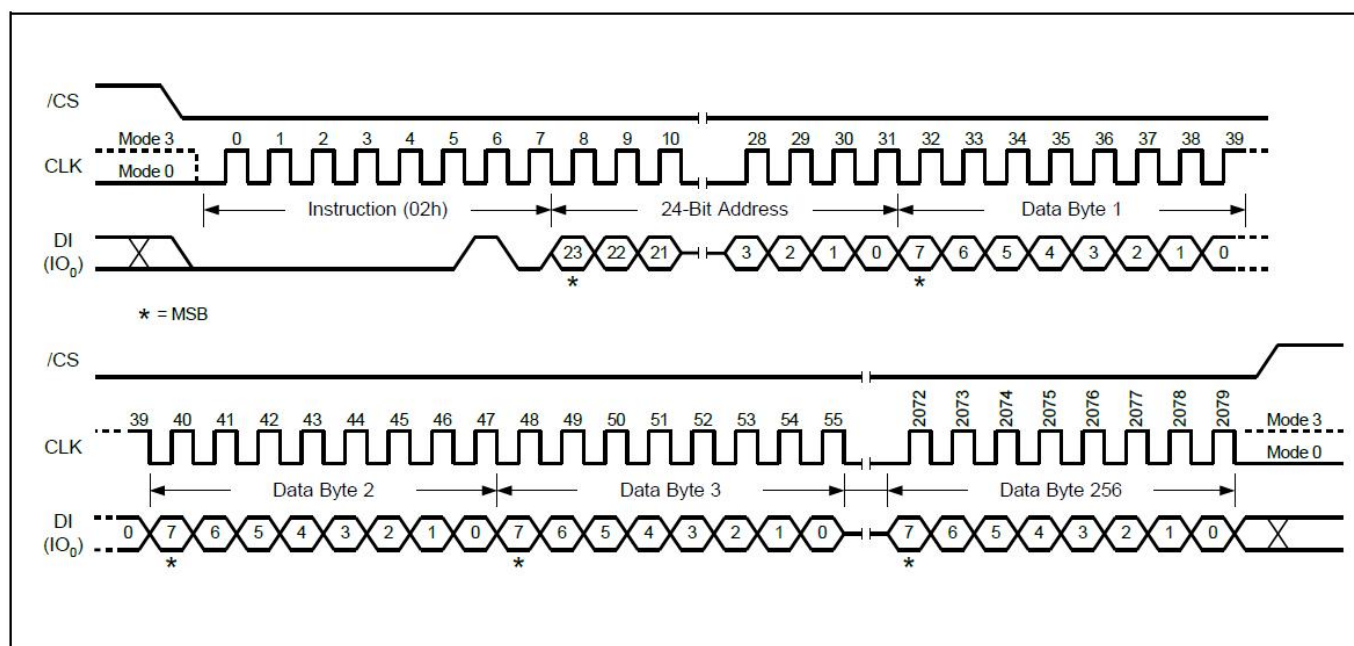 /CS
Mode 3 0 1 2 3 4 5 6 7 8 9 10 28 29 30 31 32 33 34 35 36 37 38 39
CLK Mode 0
Instruction (02h) 24-Bit Address Data Byte 1
DI
(IO0) 23 22 21 3 2 1 0 7 6 5 4 3 2 1 0
* *
* = MSB
/CS
39 40 41 42 43 44 45 46 47 48 49 50 51 52 53 54 55 2072 2073 2074 2075 2076 2077 2078 2079 Mode 3
CLK Mode 0
Data Byte 2 Data Byte 3 Data Byte 256
DI
(IO0) 0 7 6 5 4 3 2 1 0 7 6 5 4 3 2 1 0 7 6 5 4 3 2 1 0
* * *